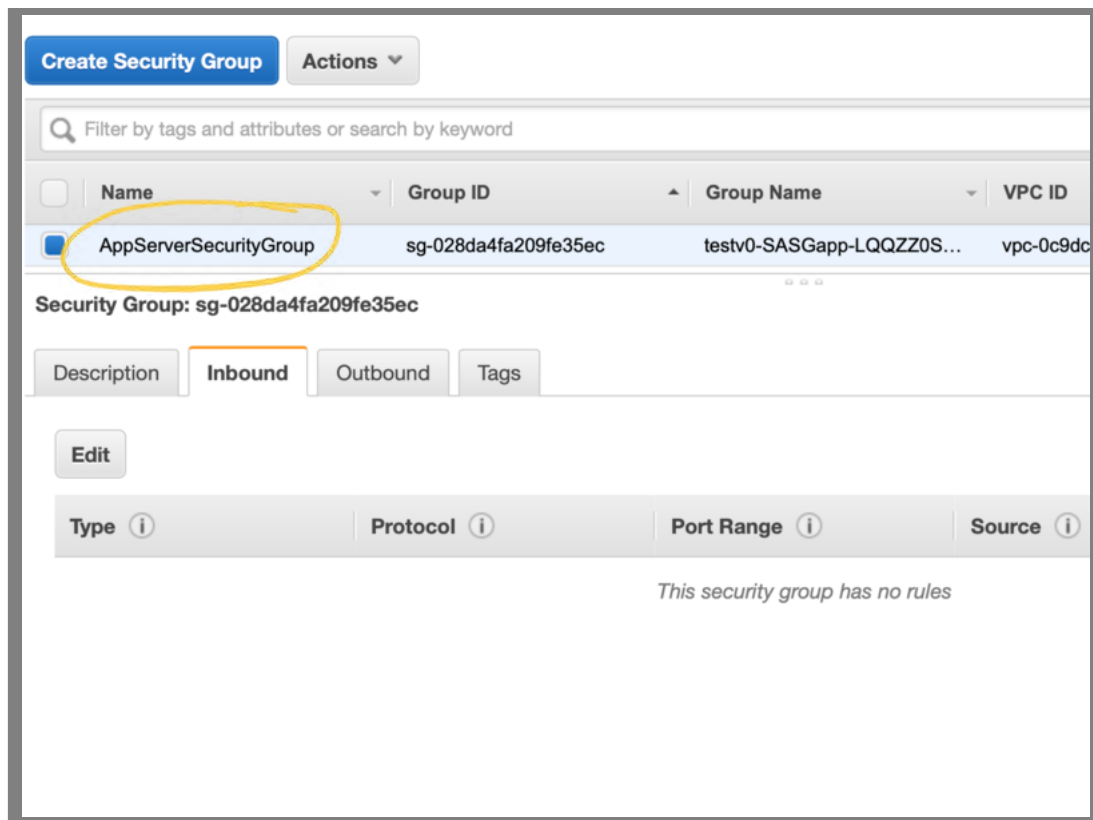 Create Security Group Actions
Filter by tags and attributes or search by keyword
Name Group ID Group Name VPC ID
AppServerSecurityGroup sg-028da4fa209fe35ec testv0-SASGapp-LQQZZ0S... vpc-0c9dc
Security Group: sg-028da4fa209fe35ec
Description Inbound Outbound Tags
Edit
Type Protocol Port Range Source
This security group has no rules